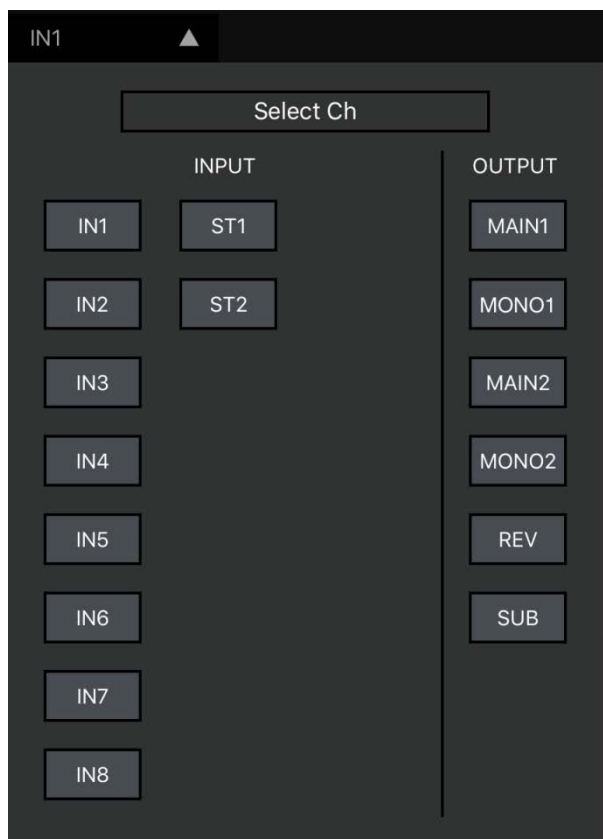 IN1 ▲
Select Ch
INPUT OUTPUT
IN1 ST1 MAIN1
IN2 ST2 MONO1
IN3 MAIN2
IN4 MONO2
IN5 REV
IN6 SUB
IN7
IN8